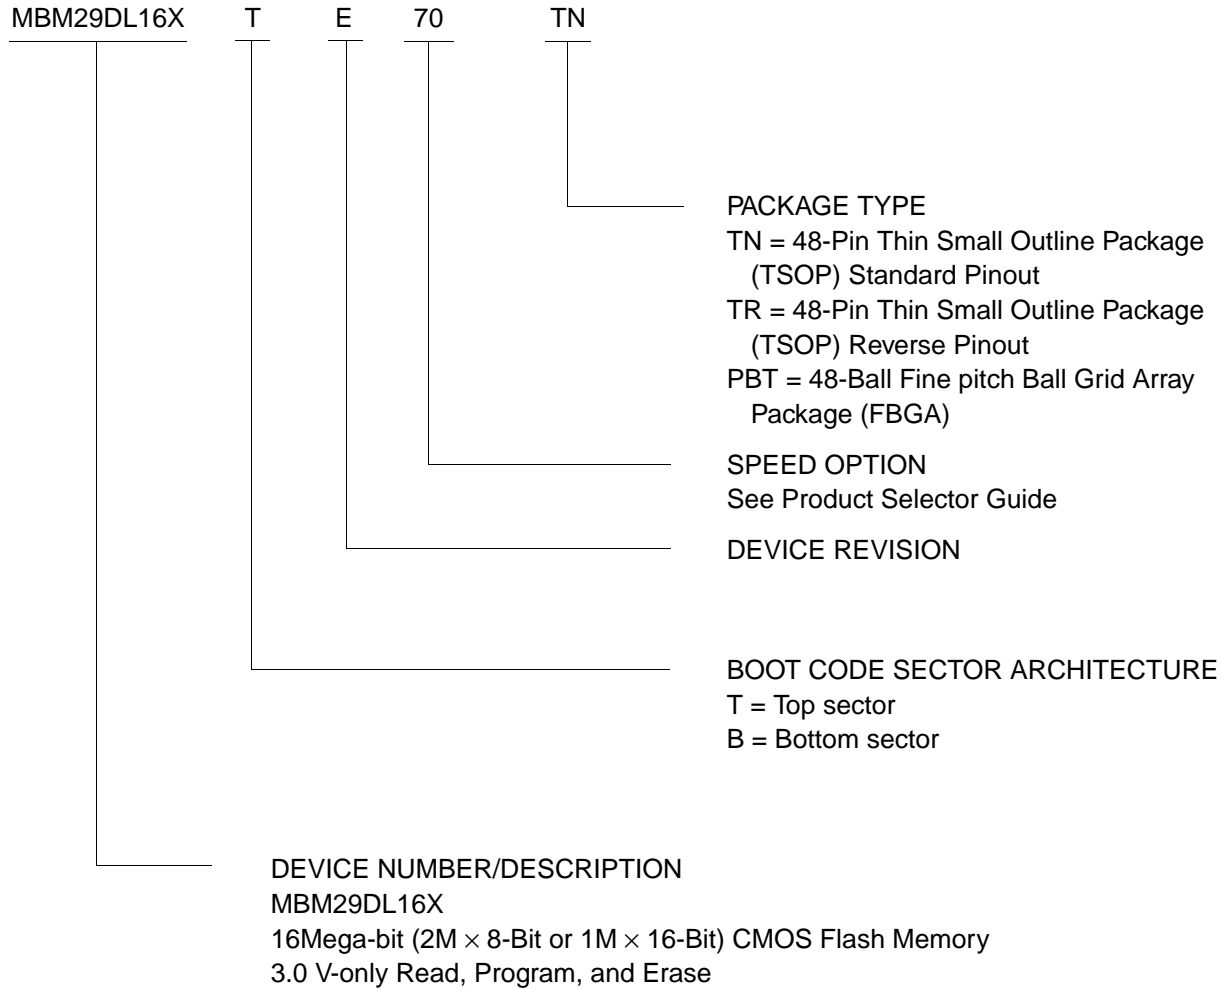 MBM29DL16X T E 70 TN
PACKAGE TYPE
TN = 48-Pin Thin Small Outline Package
(TSOP) Standard Pinout
TR = 48-Pin Thin Small Outline Package
(TSOP) Reverse Pinout
PBT = 48-Ball Fine pitch Ball Grid Array
Package (FBGA)
SPEED OPTION
See Product Selector Guide
DEVICE REVISION
BOOT CODE SECTOR ARCHITECTURE
T = Top sector
B = Bottom sector
DEVICE NUMBER/DESCRIPTION
MBM29DL16X
16Mega-bit (2M × 8-Bit or 1M × 16-Bit) CMOS Flash Memory
3.0 V-only Read, Program, and Erase